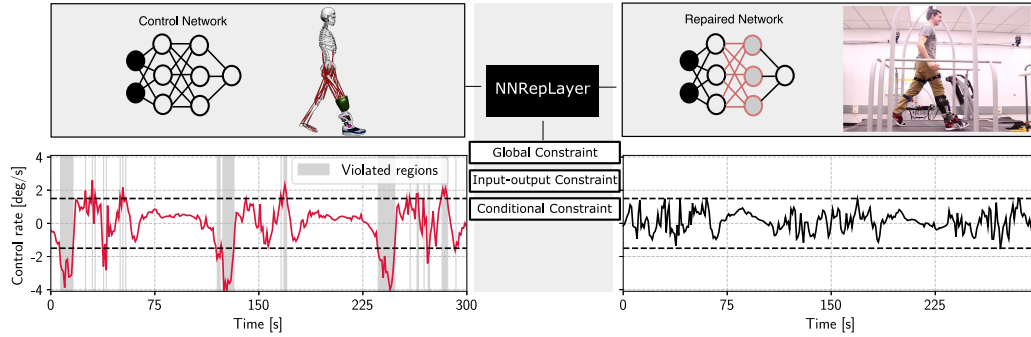 Control Network
NNRepLayer
Repaired Network
Global Constraint
Input-output Constraint
Conditional Constraint
Violated regions
Control rate [deg/s]
4
2
0
-2
-4
0
75
150
225
300
Time [s]
0
75
150
225
Time [s]